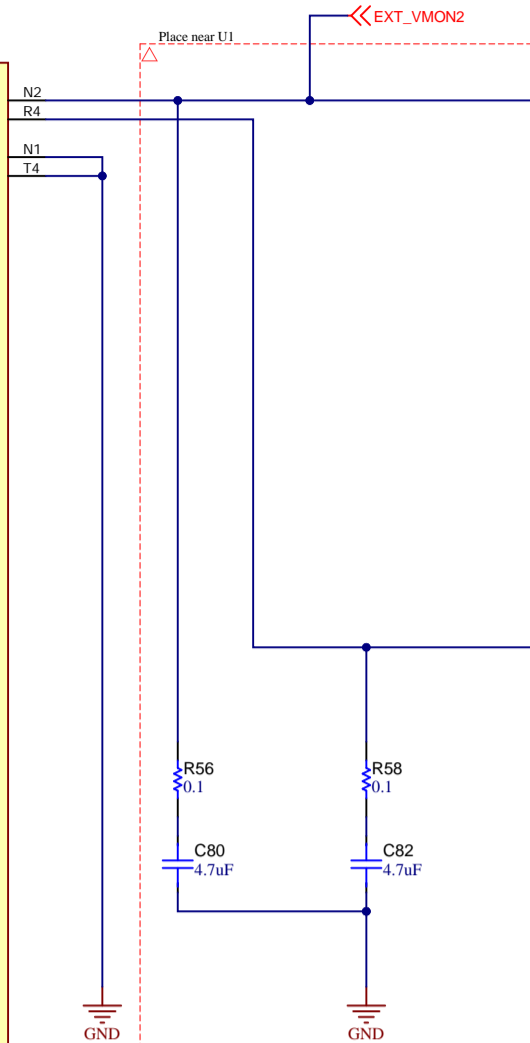 EXT_VMON2
Place near U1
N2
R4
N1
T4
R56
0.1
R58
0.1
C80
4.7uF
C82
4.7uF
GND
GND